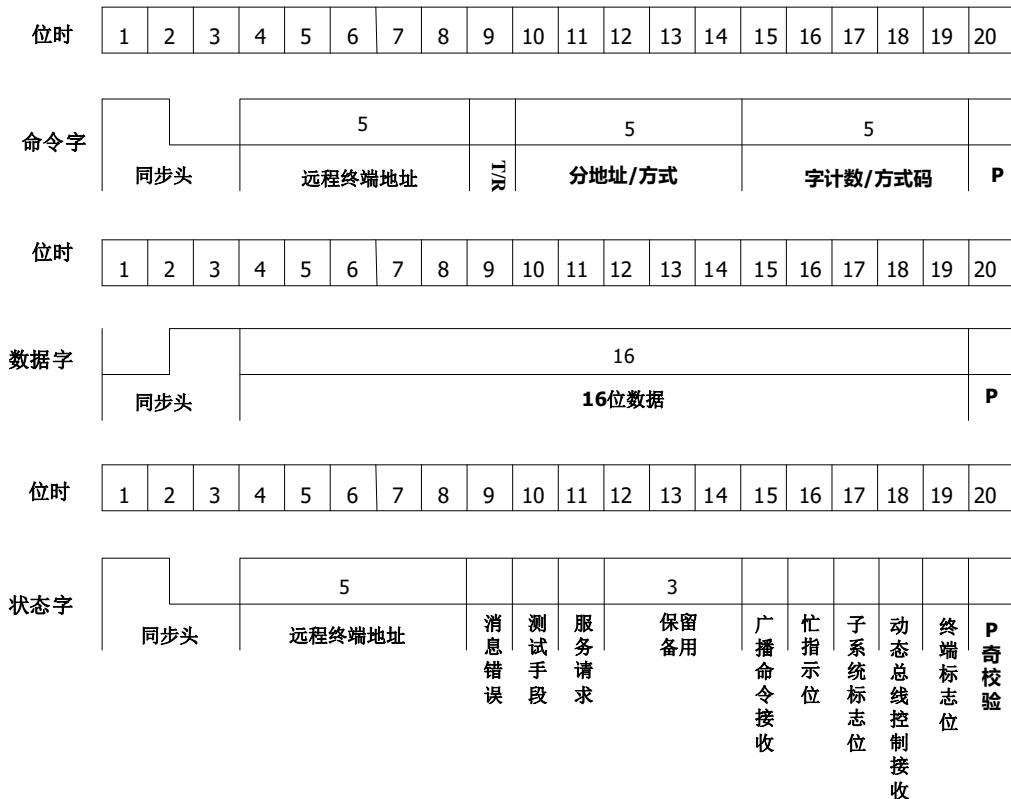 位时 1 2 3 4 5 6 7 8 9 10 11 12 13 14 15 16 17 18 19 20
命令字 5 5 5
同步头 远程终端地址 T/R 分地址/方式 字计数/方式码 P
位时 1 2 3 4 5 6 7 8 9 10 11 12 13 14 15 16 17 18 19 20
数据字 16
同步头 16位数据 P
位时 1 2 3 4 5 6 7 8 9 10 11 12 13 14 15 16 17 18 19 20
状态字 5 3
同步头 远程终端地址
消息错误
测试手段
服务请求
保留
备用
广播命令接收
忙指示位
子系统标志位
动态总线控制接收
终端标志位
P奇校验